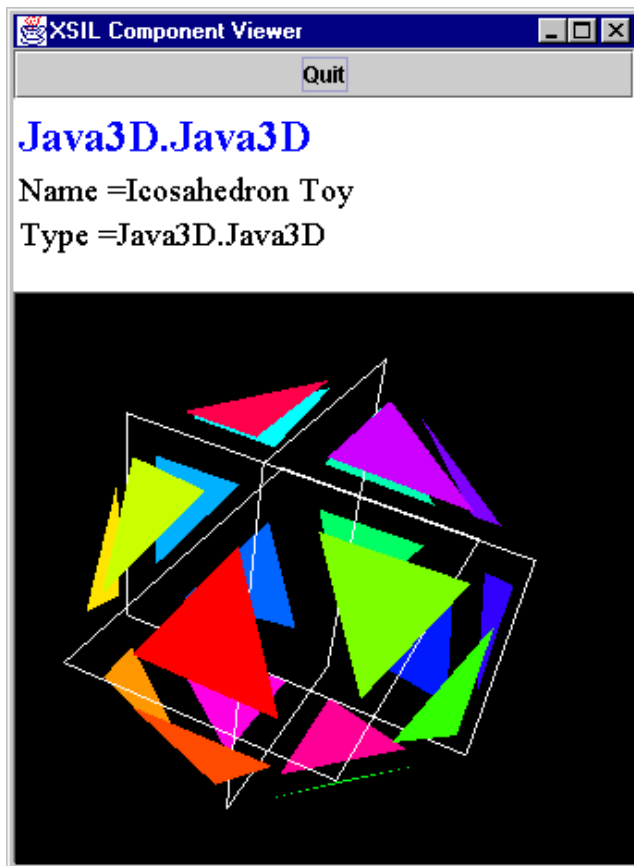 XSIL Component Viewer
Quit
Java3D.Java3D
Name =Icosahedron Toy
Type =Java3D.Java3D